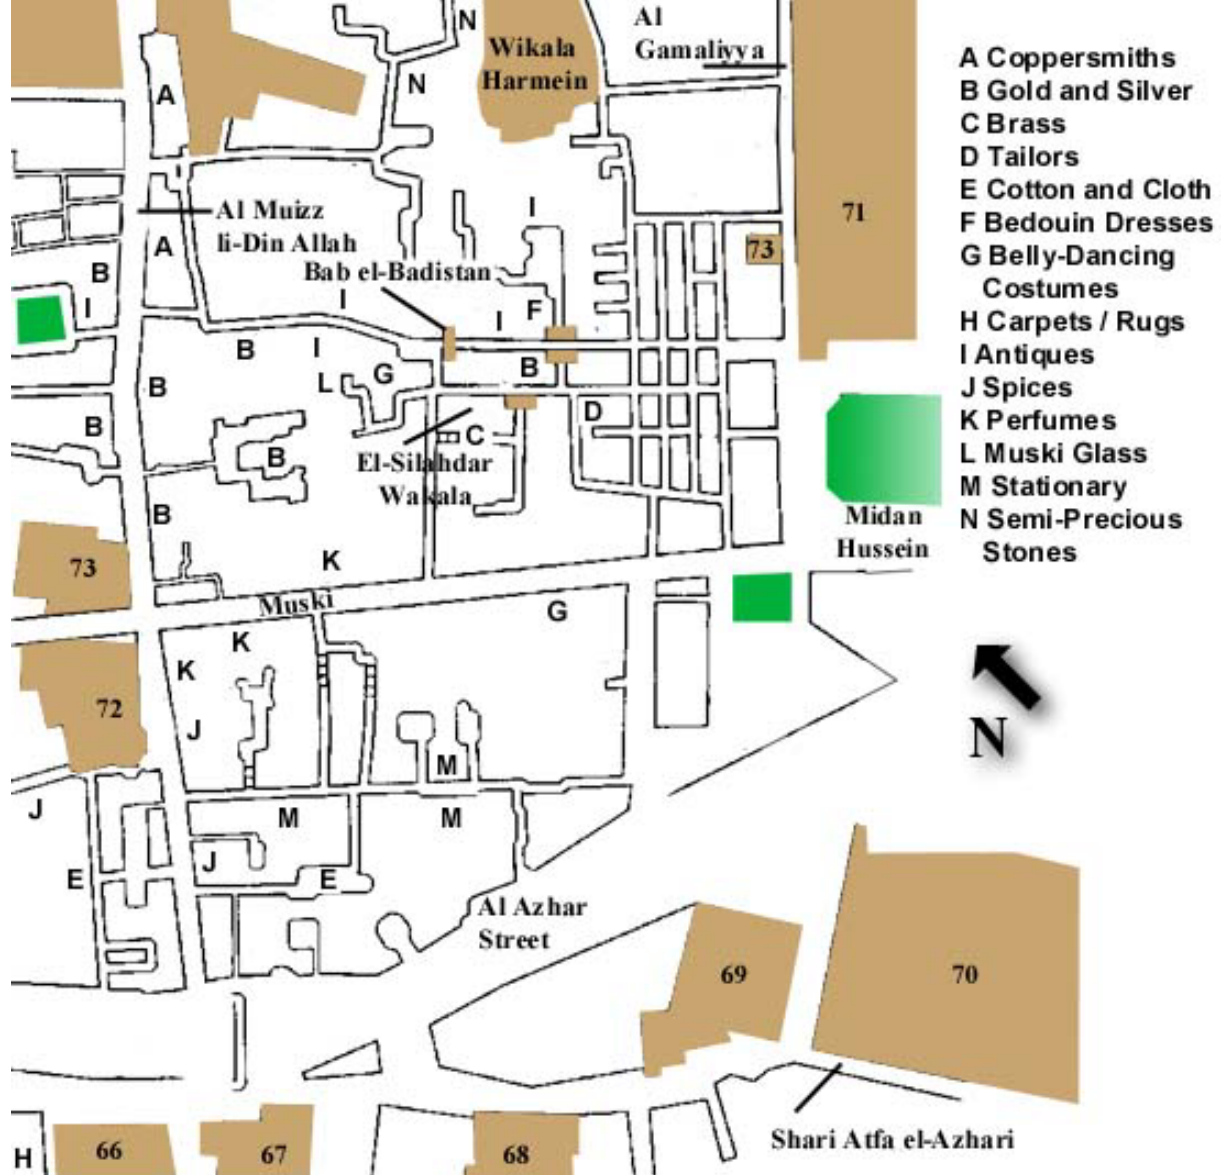 N
Al
Gamaliyya
Wikala
Harmein
A Coppersmiths
B Gold and Silver
C Brass
D Tailors
E Cotton and Cloth
F Bedouin Dresses
G Belly-Dancing
Costumes
H Carpets / Rugs
I Antiques
J Spices
K Perfumes
L Muski Glass
M Stationary
N Semi-Precious
Stones
A
N
Al Muizz
li-Din Allah
I
71
73
A
B
Bab el-Badistan
I
I
I
F
B
I
B
L
G
B
B
D
B
C
B
El-Silahdar
Wakala
B
Midan
Hussein
K
73
Muski
G
K
K
72
J
N
M
J
M
M
J
E
E
Al Azhar
Street
69
70
Shari Atfa el-Azhari
H
66
67
68